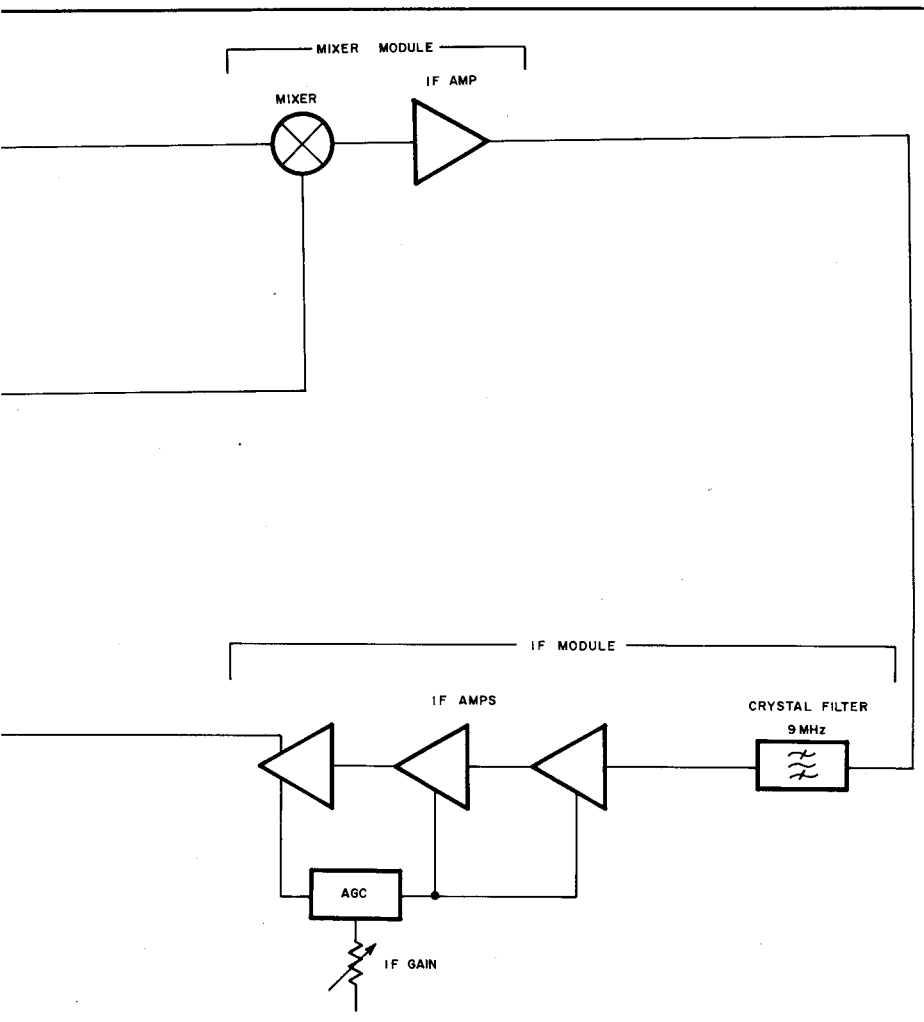 MIXER MODULE
IF AMP
MIXER
IF MODULE
IF AMPS
CRYSTAL FILTER
9 MHz
AGC
IF GAIN